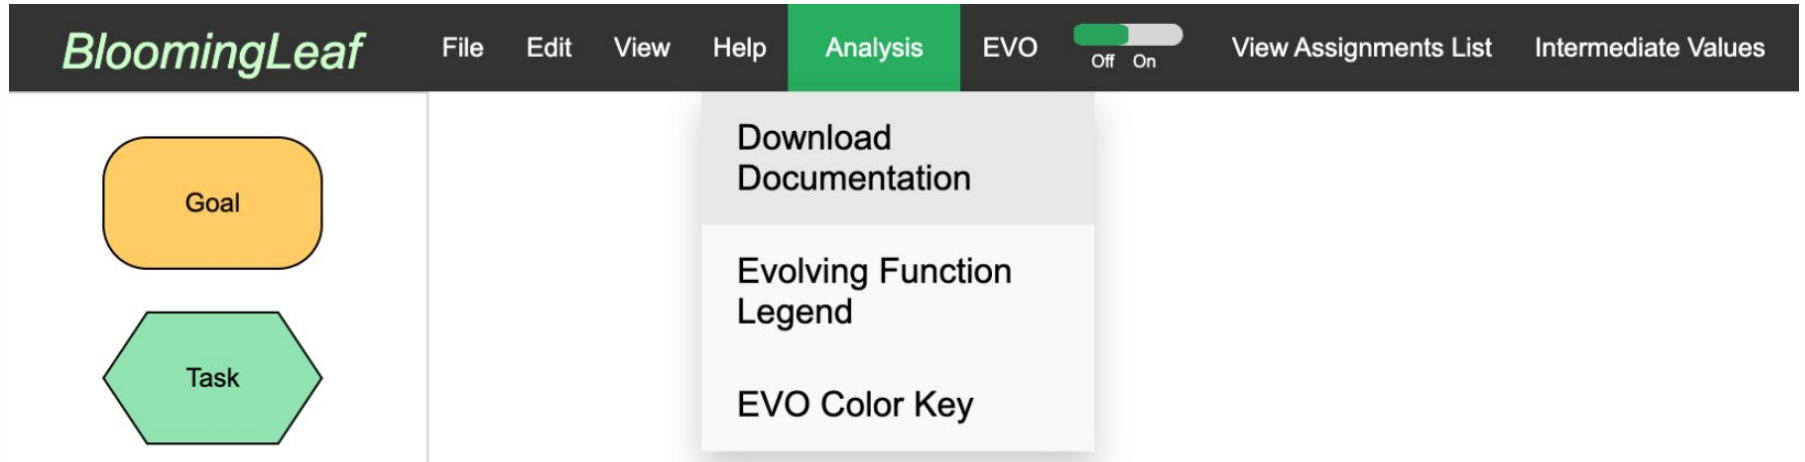 BloomingLeaf File Edit View Help Analysis EVO Off On View Assignments List Intermediate Values
Goal
Task
Download
Documentation
Evolving Function
Legend
EVO Color Key